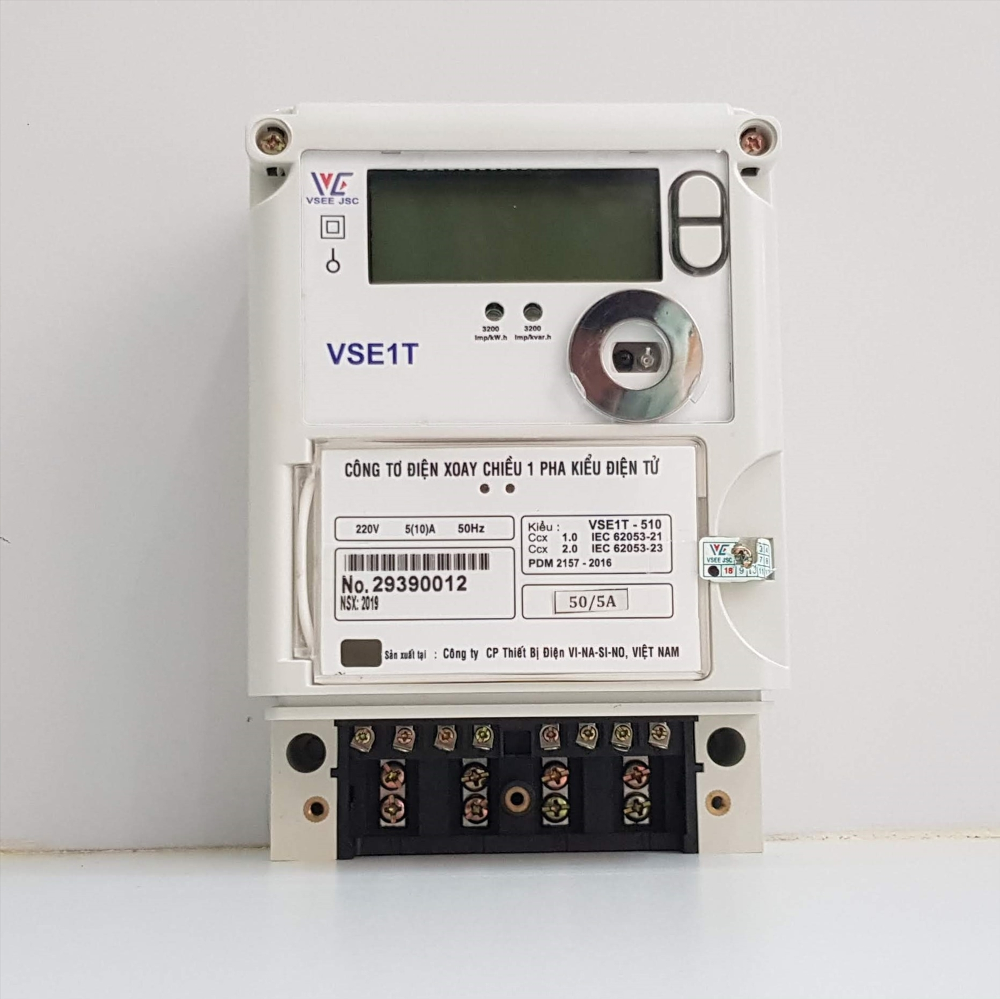 VSEE JSC
3200 3200
Imp/kW.h Imp/kvar.h
VSE1T
CÔNG TƠ ĐIỆN XOAY CHIỀU 1 PHA KIỂU ĐIỆN TỬ
220V 5(10)A 50Hz
Kiểu : VSE1T - 510
Ccx 1.0 IEC 62053-21
Ccx 2.0 IEC 62053-23
PDM 2157 - 2016
No. 29390012
NSX: 2019
50/5A
VSEE JSC
18 9
Sản xuất tại : Công ty CP Thiết Bị Điện VI-NA-SI-NO, VIỆT NAM